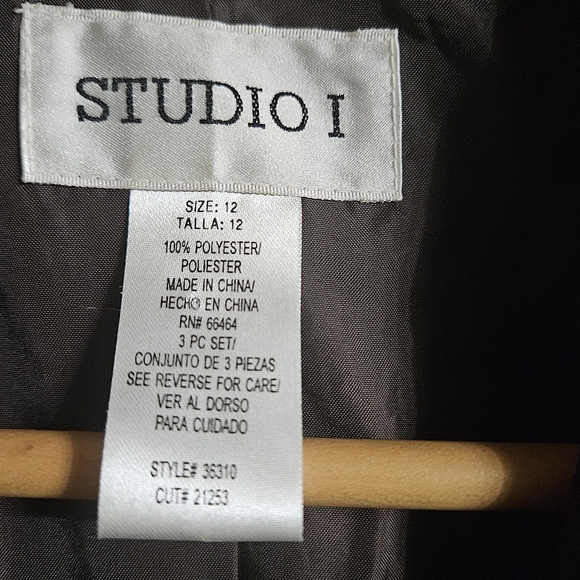 STUDIO I
SIZE: 12
TALLA: 12
100% POLYESTER/
POLIESTER
MADE IN CHINA/
HECHO EN CHINA
RN# 66464
3 PC SET/
CONJUNTO DE 3 PIEZAS
SEE REVERSE FOR CARE/
VER AL DORSO
PARA CUIDADO
STYLE# 36310
CUT# 21253